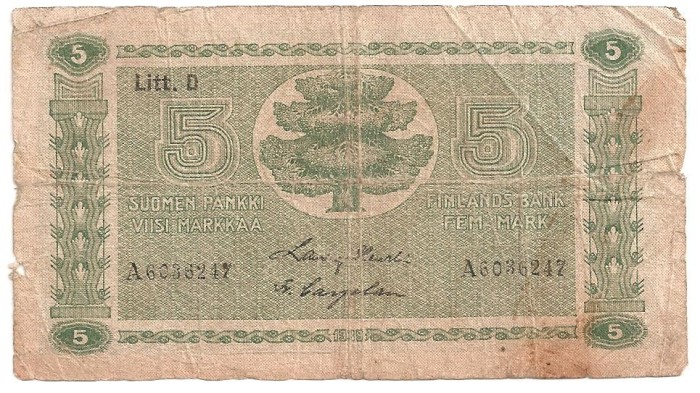 5 5
Litt. D
5 5
SUOMEN PANKKI FINLANDS BANK
VIISI MARKKAA FEM MARK
A6036247 A6036247
5 5